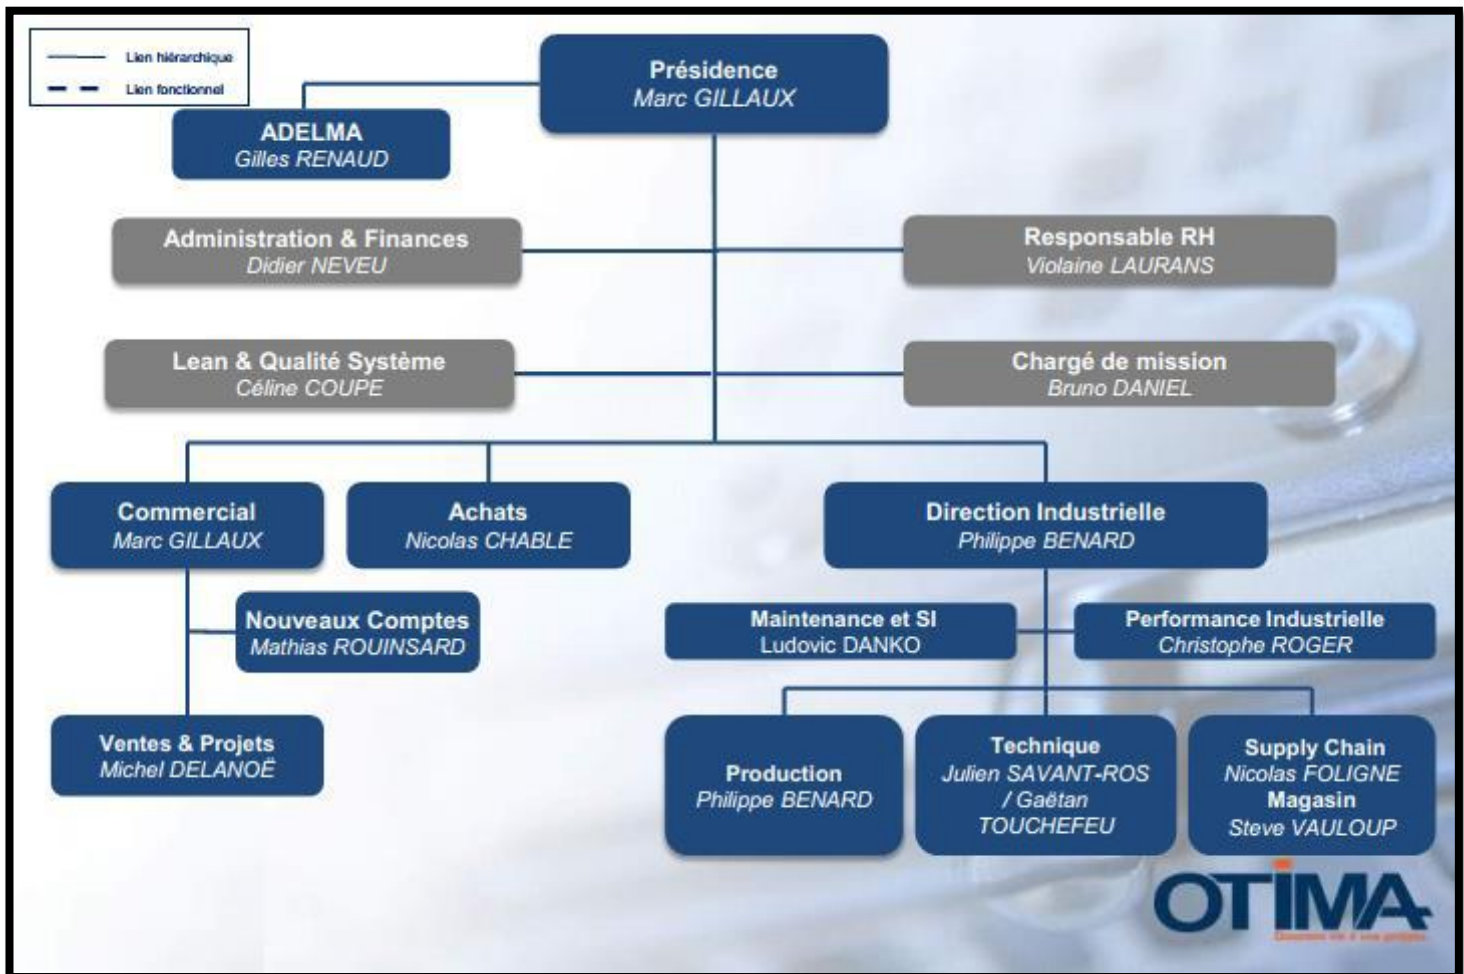 Lien hiérarchique
Lien fonctionnel
Présidence
Marc GILLAUX
ADELMA
Gilles RENAUD
Administration & Finances
Didier NEVEU
Responsable RH
Violaine LAURANS
Lean & Qualité Système
Céline COUPE
Chargé de mission
Bruno DANIEL
Commercial
Marc GILLAUX
Achats
Nicolas CHABLE
Direction Industrielle
Philippe BENARD
Nouveaux Comptes
Mathias ROUINSARD
Maintenance et SI
Ludovic DANKO
Performance Industrielle
Christophe ROGER
Ventes & Projets
Michel DELANOË
Production
Philippe BENARD
Technique
Julien SAVANT-ROS
/ Gaëtan
TOUCHEFEU
Supply Chain
Nicolas FOLIGNE
Magasin
Steve VAULOUP
OTIMA